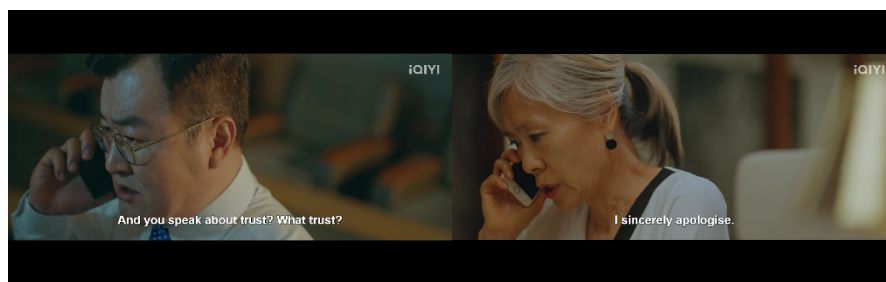 iQIYI
And you speak about trust? What trust?
iQIYI
I sincerely apologise.